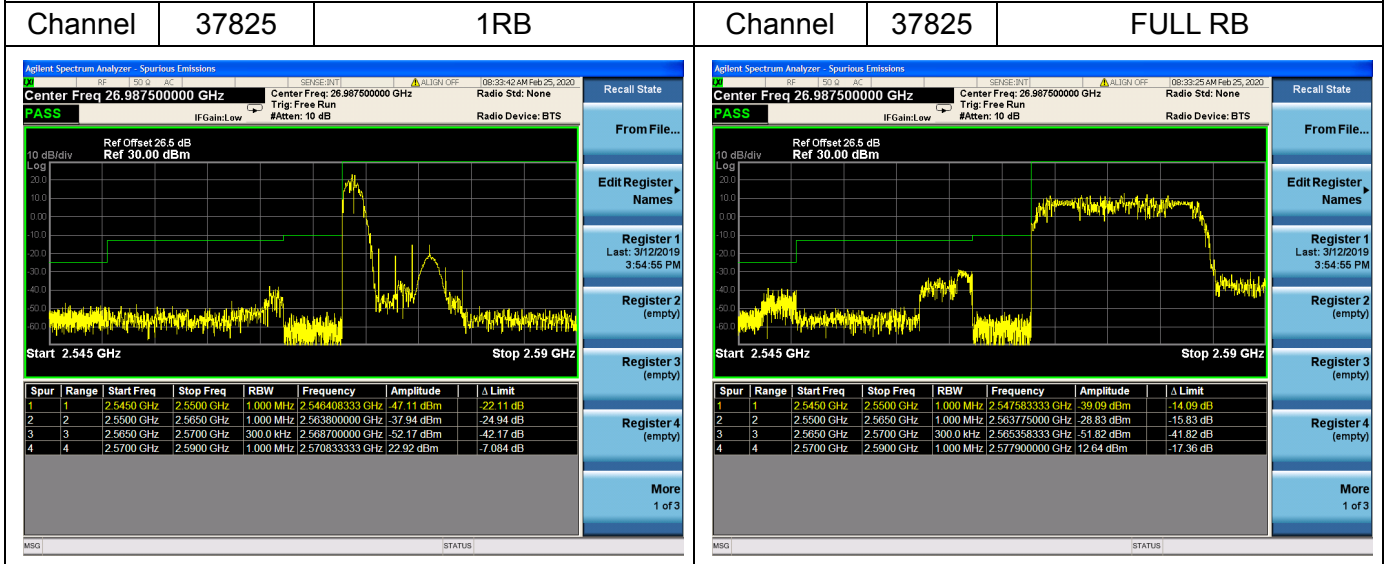 Channel 37825 1RB Channel 37825 FULL RB
Agilent Spectrum Analyzer - Spurious Emissions
LXI RF 50 Ω AC SENSE:INT ALIGN OFF 08:33:42 AM Feb 25, 2020
Center Freq 26.987500000 GHz
Center Freq: 26.987500000 GHz
Radio Std: None
Trig: Free Run
PASS
IFGain:Low
#Atten: 10 dB
Radio Device: BTS
Ref Offset 26.5 dB
10 dB/div Ref 30.00 dBm
Log
20.0
10.0
0.00
-10.0
-20.0
-30.0
-40.0
-50.0
-60.0
Start 2.545 GHz Stop 2.59 GHz
Spur Range Start Freq Stop Freq RBW Frequency Amplitude Δ Limit
1 1 2.5450 GHz 2.5500 GHz 1.000 MHz 2.546408333 GHz -47.11 dBm -22.11 dB
2 2 2.5500 GHz 2.5650 GHz 1.000 MHz 2.563800000 GHz -37.94 dBm -24.94 dB
3 3 2.5650 GHz 2.5700 GHz 300.0 kHz 2.568700000 GHz -52.17 dBm -42.17 dB
4 4 2.5700 GHz 2.5900 GHz 1.000 MHz 2.570833333 GHz 22.92 dBm -7.084 dB
MSG STATUS
Recall State
From File...
Edit Register
Names
Register 1
Last: 3/12/2019
3:54:55 PM
Register 2
(empty)
Register 3
(empty)
Register 4
(empty)
More
1 of 3
Agilent Spectrum Analyzer - Spurious Emissions
LXI RF 50 Ω AC SENSE:INT ALIGN OFF 08:33:25 AM Feb 25, 2020
Center Freq 26.987500000 GHz
Center Freq: 26.987500000 GHz
Radio Std: None
Trig: Free Run
PASS
IFGain:Low
#Atten: 10 dB
Radio Device: BTS
Ref Offset 26.5 dB
10 dB/div Ref 30.00 dBm
Log
20.0
10.0
0.00
-10.0
-20.0
-30.0
-40.0
-50.0
-60.0
Start 2.545 GHz Stop 2.59 GHz
Spur Range Start Freq Stop Freq RBW Frequency Amplitude Δ Limit
1 1 2.5450 GHz 2.5500 GHz 1.000 MHz 2.547583333 GHz -39.09 dBm -14.09 dB
2 2 2.5500 GHz 2.5650 GHz 1.000 MHz 2.563775000 GHz -28.83 dBm -15.83 dB
3 3 2.5650 GHz 2.5700 GHz 300.0 kHz 2.565358333 GHz -51.82 dBm -41.82 dB
4 4 2.5700 GHz 2.5900 GHz 1.000 MHz 2.577900000 GHz 12.64 dBm -17.36 dB
MSG STATUS
Recall State
From File...
Edit Register
Names
Register 1
Last: 3/12/2019
3:54:55 PM
Register 2
(empty)
Register 3
(empty)
Register 4
(empty)
More
1 of 3